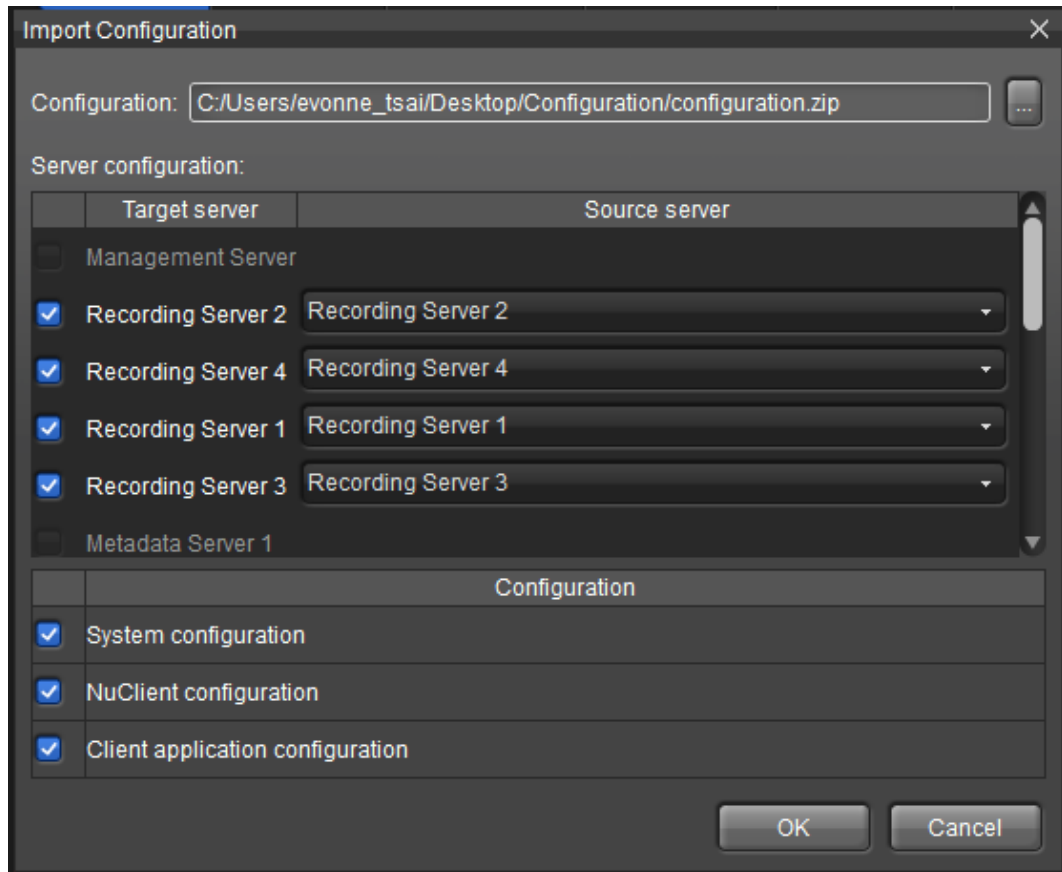 Import Configuration
Configuration: C:/Users/evonne_tsai/Desktop/Configuration/configuration.zip ...
Server configuration:
Target server Source server
Management Server
Recording Server 2 Recording Server 2
Recording Server 4 Recording Server 4
Recording Server 1 Recording Server 1
Recording Server 3 Recording Server 3
Metadata Server 1
Configuration
System configuration
NuClient configuration
Client application configuration
OK Cancel